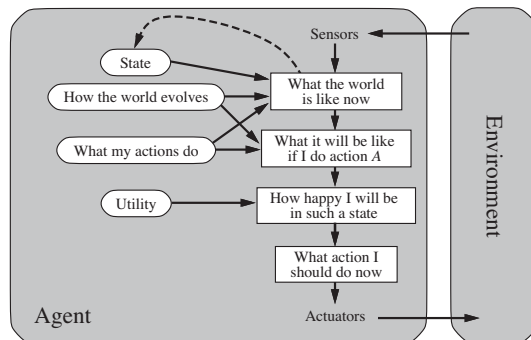 Sensors
State
What the world
is like now
How the world evolves
What it will be like
if I do action A
What my actions do
How happy I will be
in such a state
Utility
What action I
should do now
Agent
Actuators
Environment